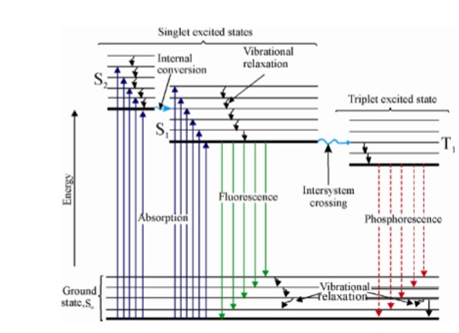 Singlet excited states
Internal
conversion
Vibrational
relaxation
S2
Triplet excited state
S1
T1
Energy
Absorption
Fluorescence
Intersystem
crossing
Phosphorescence
Ground
state, So
Vibrational
relaxation